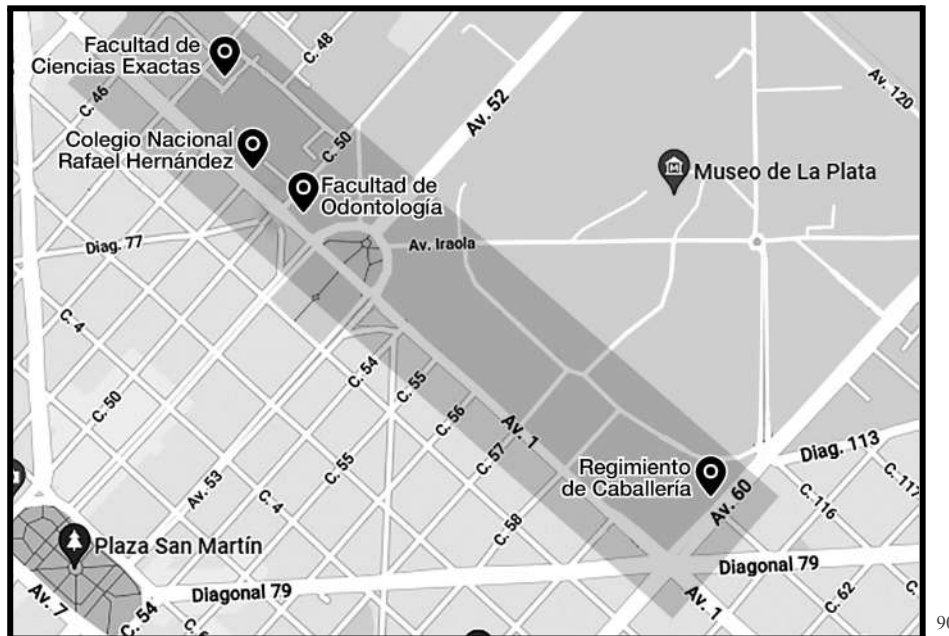 Facultad de
Ciencias Exactas
C. 48
Av. 120
C. 46
Av. 52
Colegio Nacional
Rafael Hernández
C. 50
Museo de La Plata
Facultad de
Odontología
Diag. 77
Av. Iraola
C. 4
C. 54
C. 55
C. 50
C. 56
Av. 1
C. 57
Diag. 113
Regimiento
de Caballería
C. 55
Av. 53
C. 4
Av. 60
C. 116
C. 117
C. 58
Plaza San Martín
Diagonal 79
Diagonal 79
Av. 7
C. 54
Av. 1
C. 62